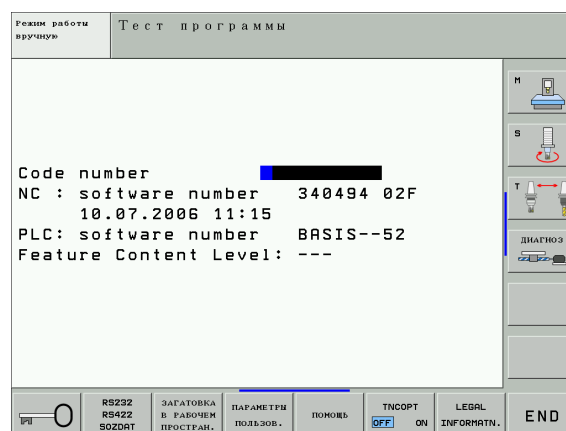 Режим работы
вручную
Тест программы
M
S
T
Code number
NC : software number 340494 02F
10.07.2006 11:15
PLC: software number BASIS--52
Feature Content Level: ---
ДИАГНОЗ
RS232
RS422
SOZDAT
ЗАГАТОВКА
В РАБОЧЕМ
ПРОСТРАН.
ПАРАМЕТРЫ
ПОЛЬЗОВ.
ПОМОЩЬ
TNCOPT
OFF ON
LEGAL
INFORMATN.
END